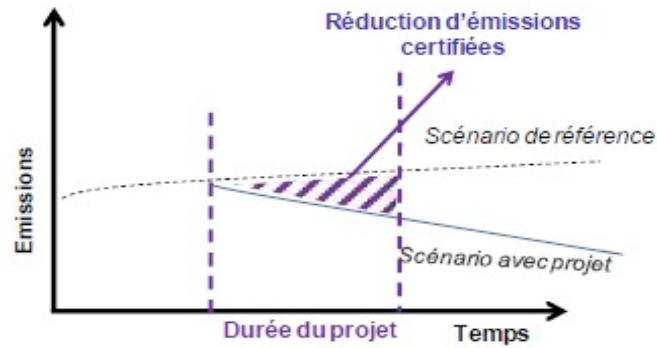 Réduction d'émissions
certifiées
Scénario de référence
Emissions
Scénario avec projet
Durée du projet
Temps